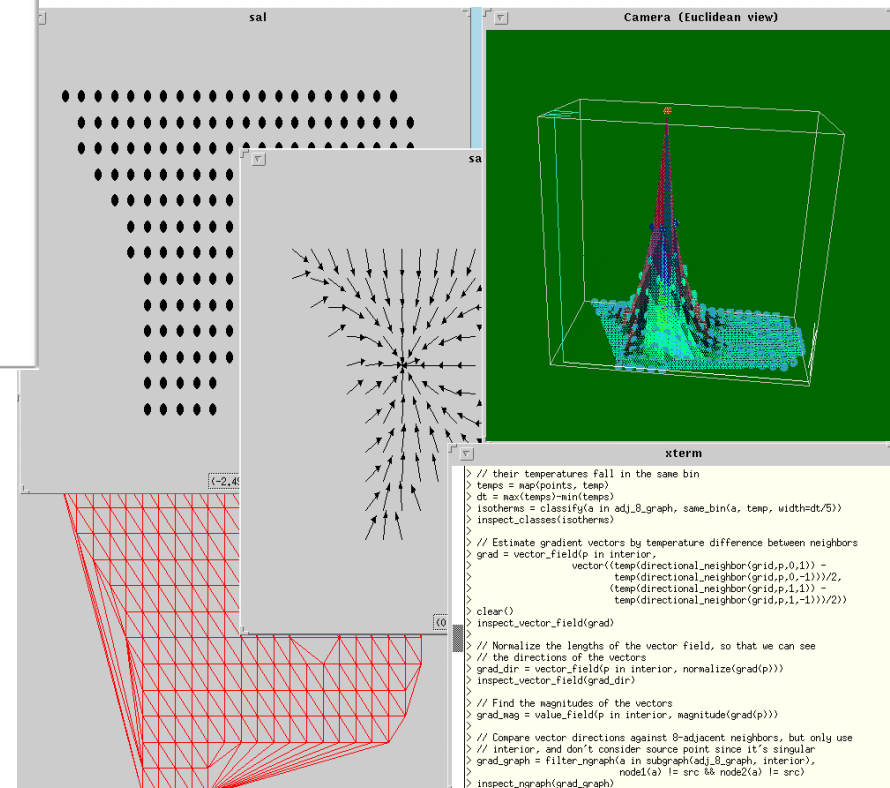 sal
Camera (Euclidean view)
sa
(-2.49
(0
xterm
> // their temperatures fall in the same bin
> temps = map(points, temp)
> dt = max(temps)-min(temps)
> isotherms = classify(a in adj_8_graph, same_bin(a, temp, width=dt/5))
> inspect_classes(isotherms)
>
> // Estimate gradient vectors by temperature difference between neighbors
> grad = vector_field(p in interior,
> vector((temp(directional_neighbor(grid,p,0,1)) -
> temp(directional_neighbor(grid,p,0,-1)))/2,
> (temp(directional_neighbor(grid,p,1,1)) -
> temp(directional_neighbor(grid,p,1,-1)))/2))
> clear()
> inspect_vector_field(grad)
>
> // Normalize the lengths of the vector field, so that we can see
> // the directions of the vectors
> grad_dir = vector_field(p in interior, normalize(grad(p)))
> inspect_vector_field(grad_dir)
>
> // Find the magnitudes of the vectors
> grad_mag = value_field(p in interior, magnitude(grad(p)))
>
> // Compare vector directions against 8-adjacent neighbors, but only use
> // interior, and don't consider source point since it's singular
> grad_graph = filter_ngraph(a in subgraph(adj_8_graph, interior),
> node1(a) != src && node2(a) != src)
> inspect_ngraph(grad_graph)